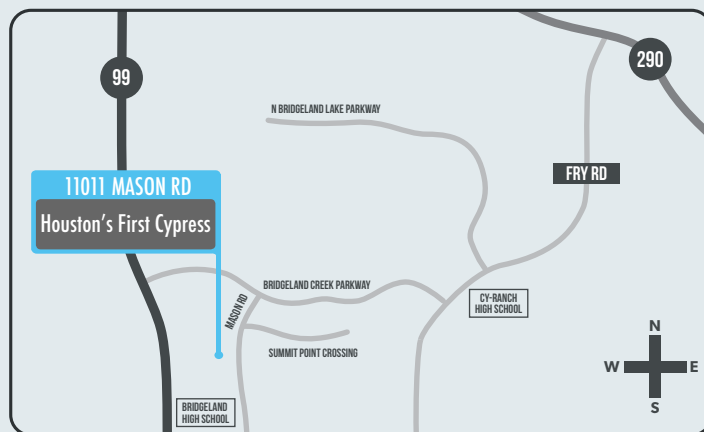 99
290
N BRIDGELAND LAKE PARKWAY
FRY RD
11011 MASON RD
Houston's First Cypress
BRIDGELAND CREEK PARKWAY
MASON RD
CY-RANCH
HIGH SCHOOL
SUMMIT POINT CROSSING
BRIDGELAND
HIGH SCHOOL
N
W E
S